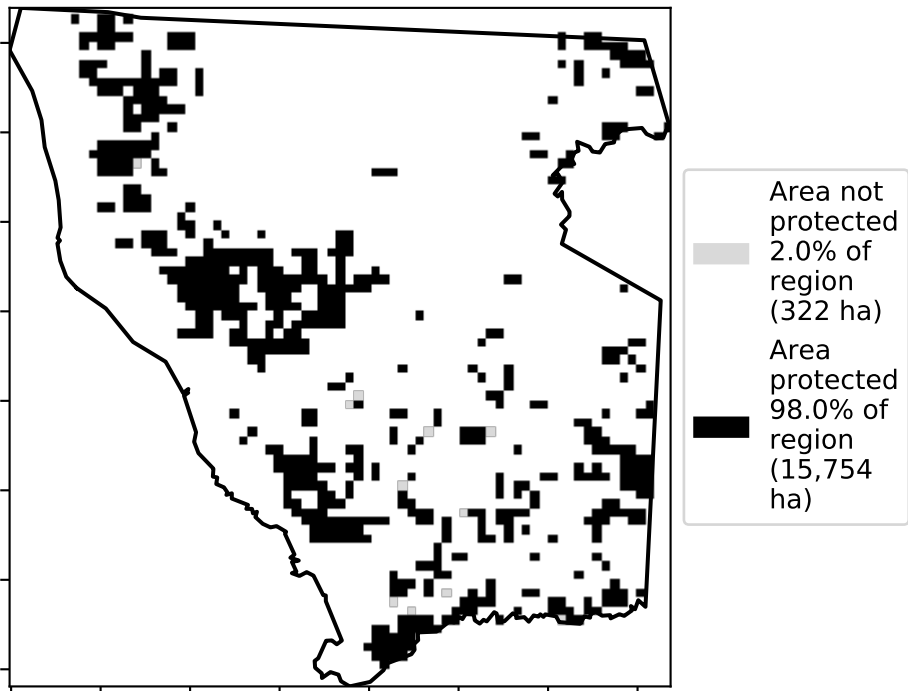 Area not
protected
2.0% of
region
(322 ha)
Area
protected
98.0% of
region
(15,754
ha)